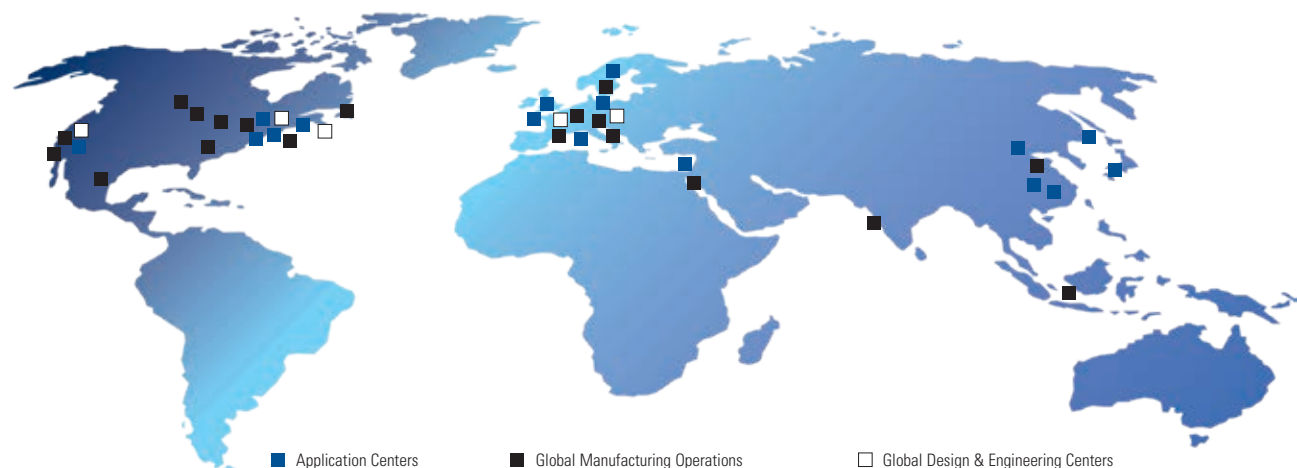 Application Centers
Global Manufacturing Operations
Global Design & Engineering Centers